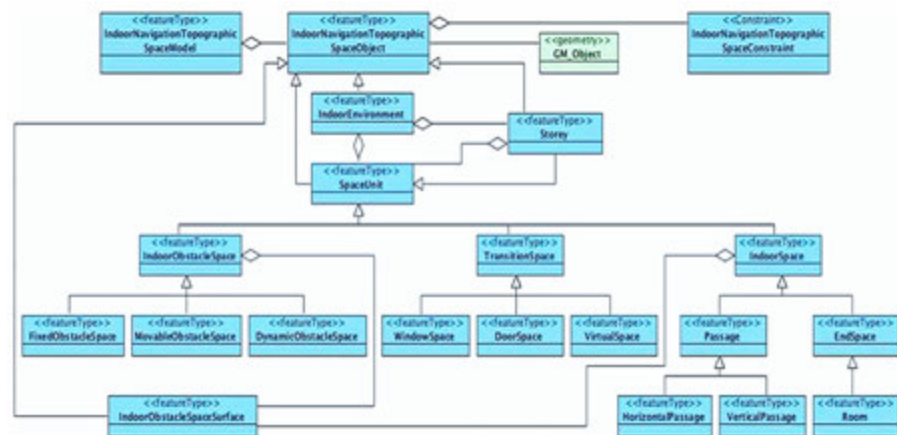 <<featureType>>
IndoorNavigationTopographic
SpaceModel
<<featureType>>
IndoorNavigationTopographic
SpaceObject
<<geometry>>
GM_Object
<<Constraint>>
IndoorNavigationTopographic
SpaceConstraint
<<featureType>>
IndoorEnvironment
<<featureType>>
Storey
<<featureType>>
SpaceUnit
<<featureType>>
IndoorObstacleSpace
<<featureType>>
TransitionSpace
<<featureType>>
IndoorSpace
<<featureType>>
FixedObstacleSpace
<<featureType>>
MovableObstacleSpace
<<featureType>>
DynamicObstacleSpace
<<featureType>>
WindowSpace
<<featureType>>
DoorSpace
<<featureType>>
VirtualSpace
<<featureType>>
Passage
<<featureType>>
EndSpace
<<featureType>>
IndoorObstacleSpaceSurface
<<featureType>>
HorizontalPassage
<<featureType>>
VerticalPassage
<<featureType>>
Room